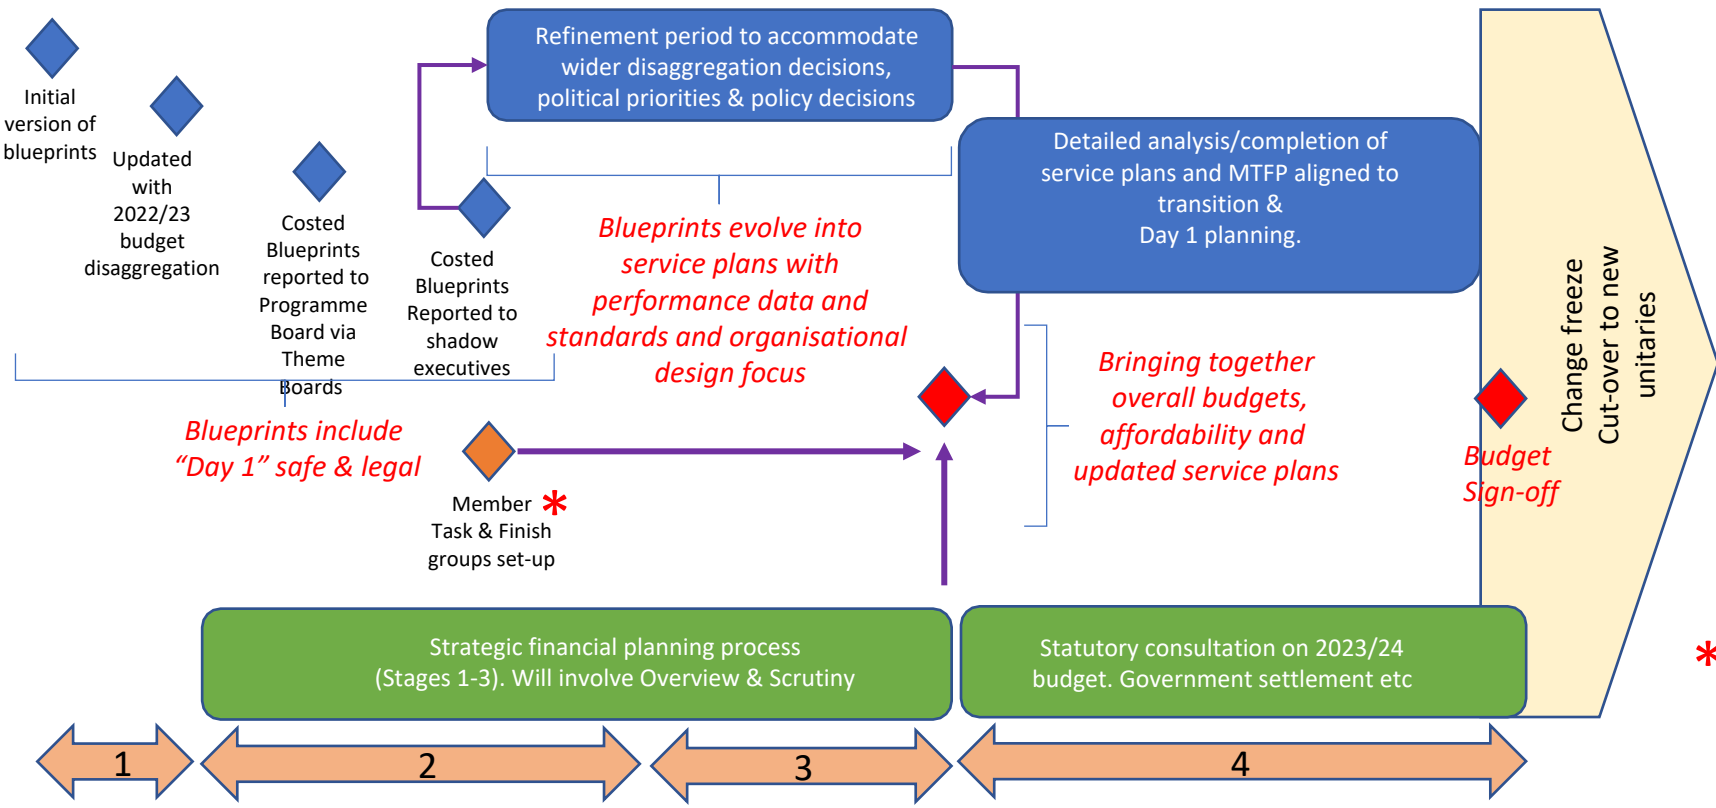 Initial
version of
blueprints
Updated
with
2022/23
budget
disaggregation
Costed
Blueprints
reported to
Programme
Board via
Theme
Boards
Costed
Blueprints
Reported to
shadow
executives
Refinement period to accommodate
wider disaggregation decisions,
political priorities & policy decisions
Detailed analysis/completion of
service plans and MTFP aligned to
transition &
Day 1 planning.
Blueprints evolve into
service plans with
performance data and
standards and organisational
design focus
Blueprints include
“Day 1” safe & legal
Member *
Task & Finish
groups set-up
Bringing together
overall budgets,
affordability and
updated service plans
Budget
Sign-off
Change freeze
Cut-over to new
unitaries
Strategic financial planning process
(Stages 1-3). Will involve Overview & Scrutiny
Statutory consultation on 2023/24
budget. Government settlement etc
*
1
2
3
4